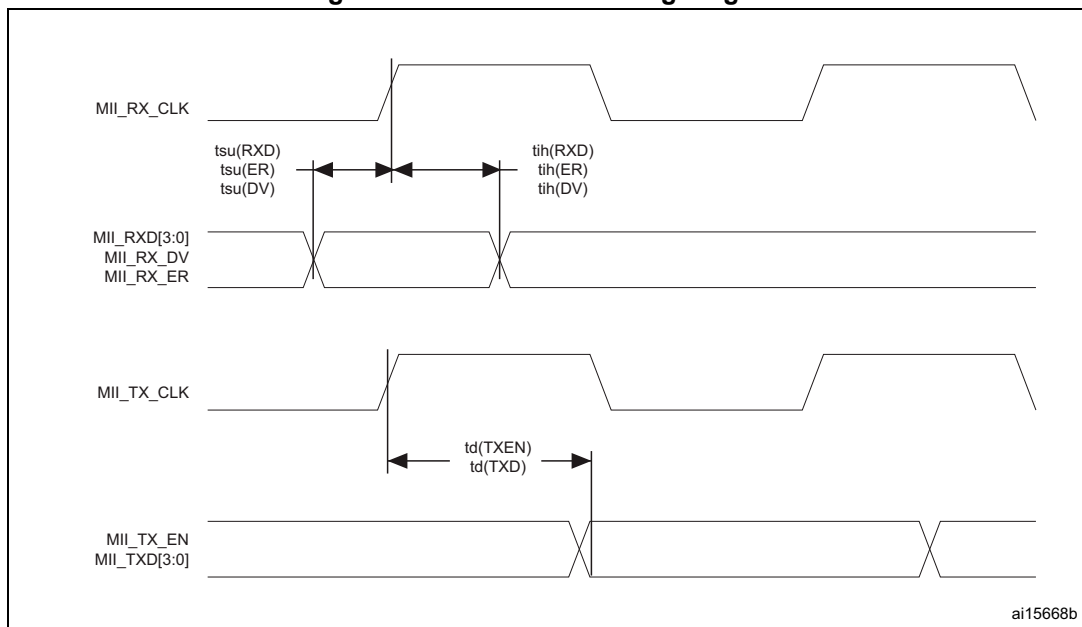 MII_RX_CLK
tsu(RXD)
tsu(ER)
tsu(DV)
tih(RXD)
tih(ER)
tih(DV)
MII_RXD[3:0]
MII_RX_DV
MII_RX_ER
MII_TX_CLK
td(TXEN)
td(TXD)
MII_TX_EN
MII_TXD[3:0]
ai15668b